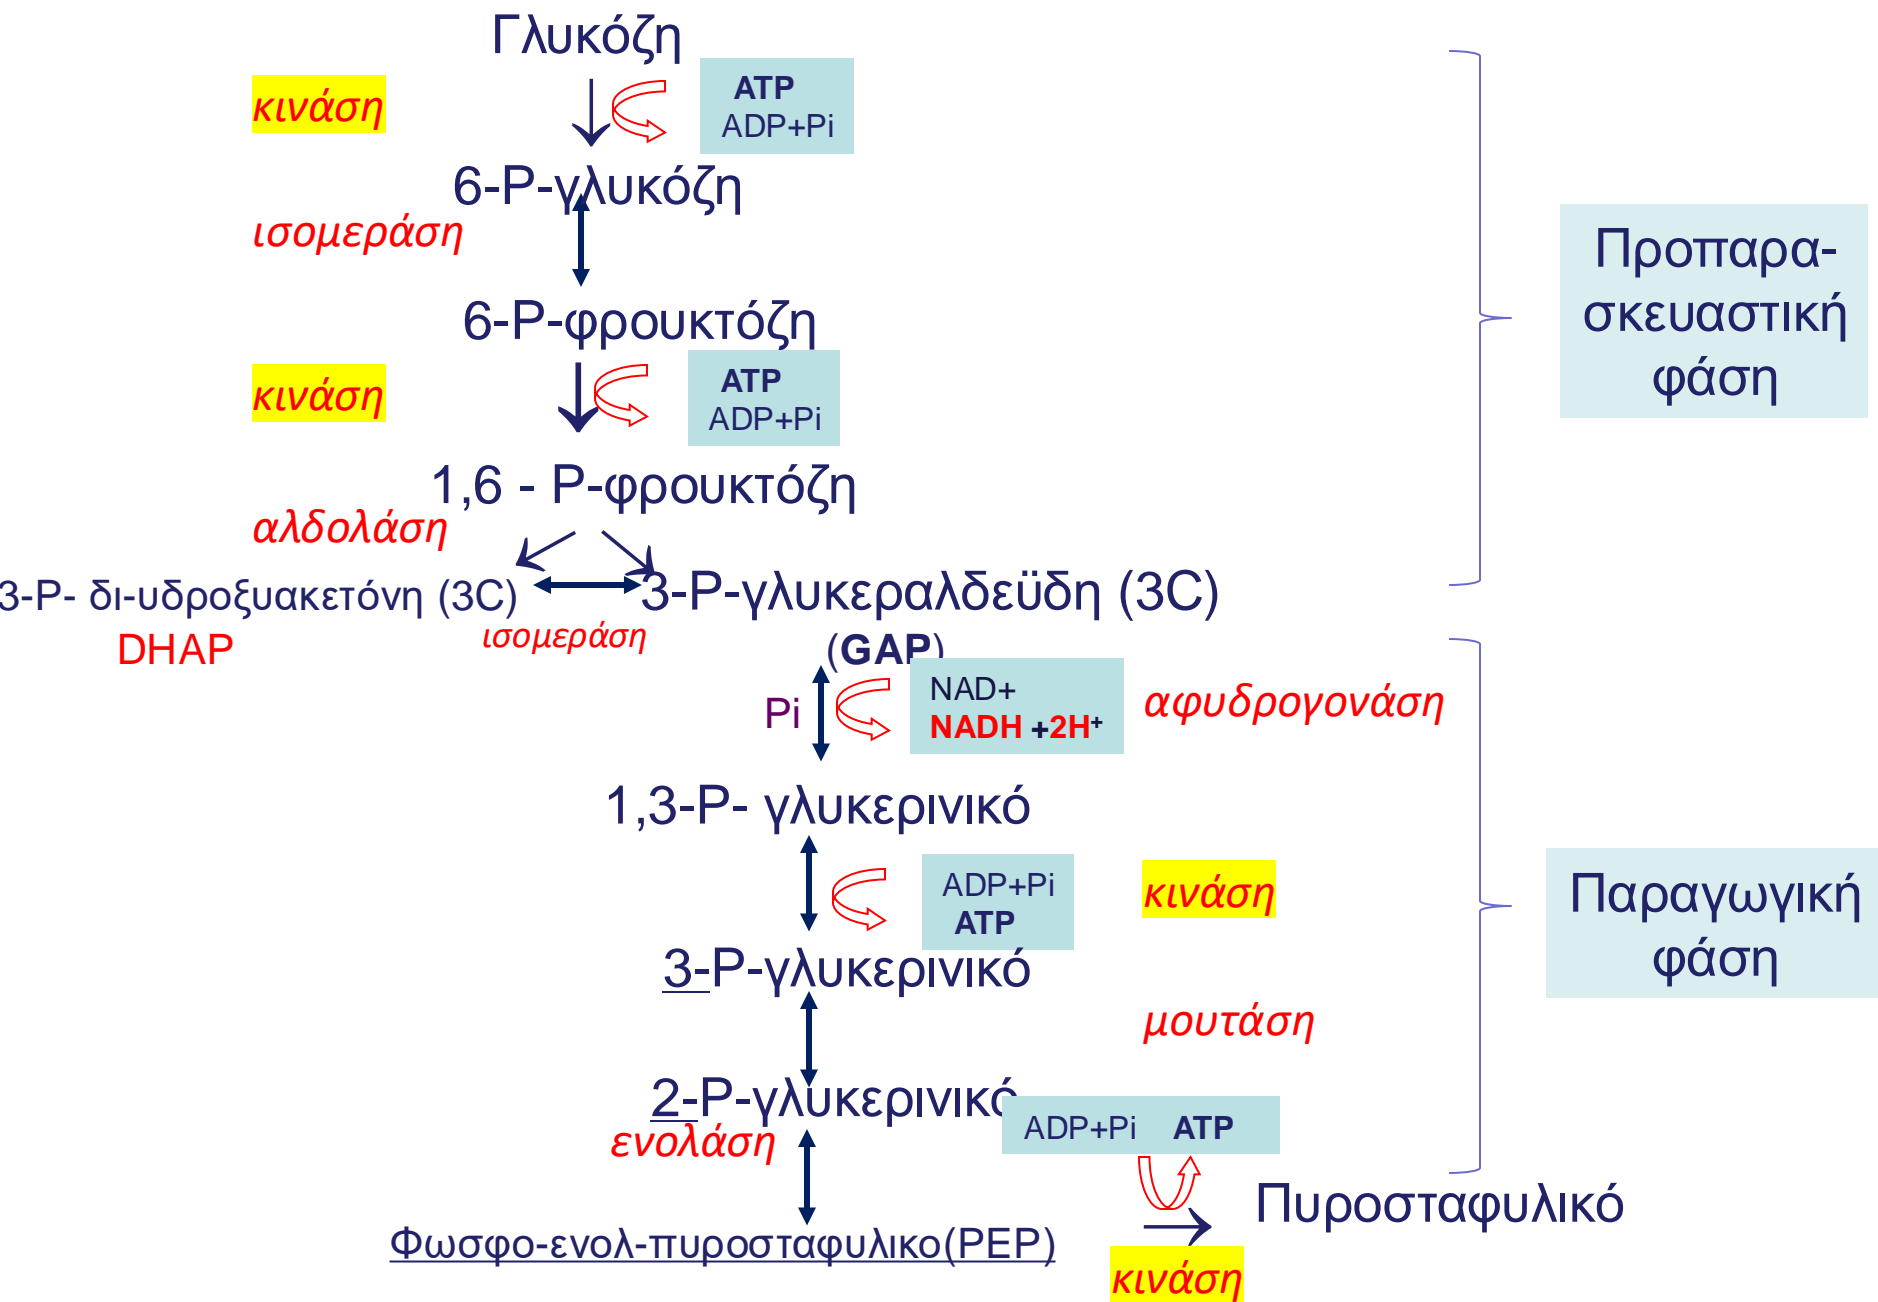 Γλυκόζη
κινάση
ATP
ADP+Pi
6-P-γλυκόζη
ισομεράση
Προπαρα-
σκευαστική
φάση
6-P-φρουκτόζη
κινάση
ATP
ADP+Pi
1,6 - P-φρουκτόζη
αλδολάση
3-P- δι-υδροξυακετόνη (3C)
3-P-γλυκεραλδεϋδη (3C)
DHAP
ισομεράση
(GAP)
Pi
NAD+
NADH +2H⁺
αφυδρογονάση
1,3-P- γλυκερινικό
ADP+Pi
ATP
κινάση
Παραγωγική
φάση
3-P-γλυκερινικό
μουτάση
2-P-γλυκερινικό
ενολάση
ADP+Pi ATP
Πυροσταφυλικό
Φωσφο-ενολ-πυροσταφυλικο(PEP)
κινάση